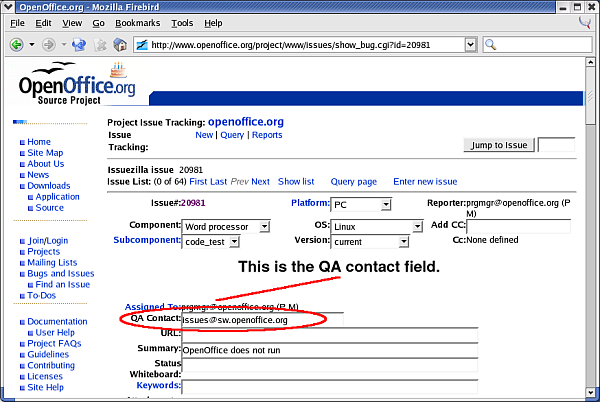 OpenOffice.org - Mozilla Firebird
File Edit View Go Bookmarks Tools Help
http://www.openoffice.org/project/www/issues/show_bug.cgi?id=20981
OpenOffice.org
Source Project
Home
Site Map
About Us
News
Downloads
Application
Source
Join/Login
Projects
Mailing Lists
Bugs and Issues
Find an Issue
To-Dos
Documentation
User Help
Project FAQs
Guidelines
Contributing
Licenses
Site Help
Project Issue Tracking: openoffice.org
Issue Tracking: New | Query | Reports
Jump to Issue
Issuezilla issue 20981
Issue List: (0 of 64) First Last Prev Next Show list Query page Enter new issue
Issue#:20981 Platform: PC Reporter:prgmgr@openoffice.org (P M)
Component: Word processor OS: Linux Add CC:
Subcomponent: code_test Version: current Cc:None defined
This is the QA contact field.
Assigned To:prgmgr@openoffice.org (P M)
QA Contact: issues@sw.openoffice.org
URL:
Summary: OpenOffice does not run
Status Whiteboard:
Keywords: